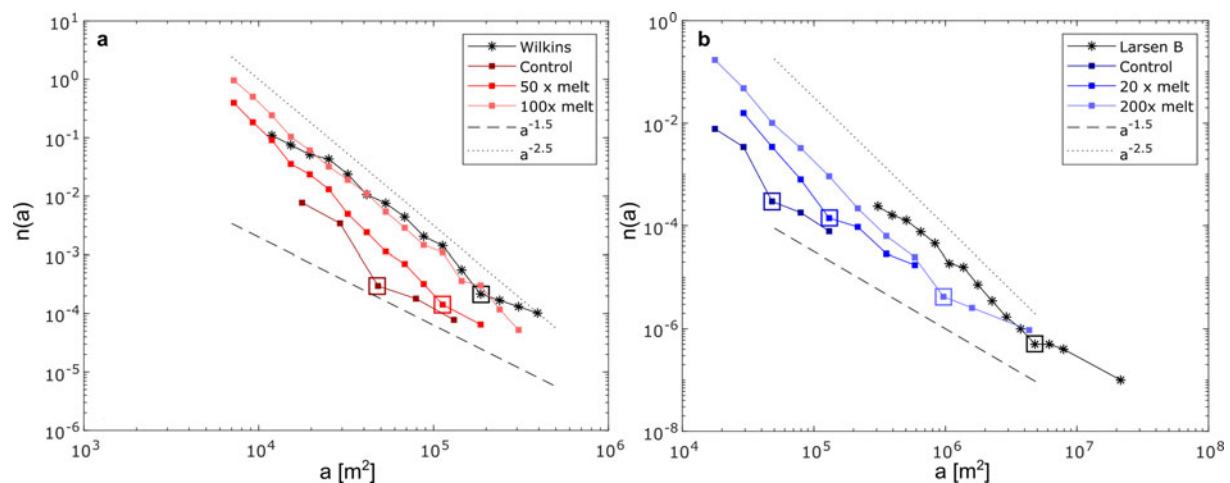 a
Wilkins
Control
50 x melt
100x melt
a^-1.5
a^-2.5
10^1
10^0
10^-1
10^-2
10^-3
10^-4
10^-5
10^-6
n(a)
10^3
10^4
10^5
10^6
a [m^2]
b
Larsen B
Control
20 x melt
200x melt
a^-1.5
a^-2.5
10^0
10^-2
10^-4
10^-6
10^-8
n(a)
10^4
10^5
10^6
10^7
10^8
a [m^2]